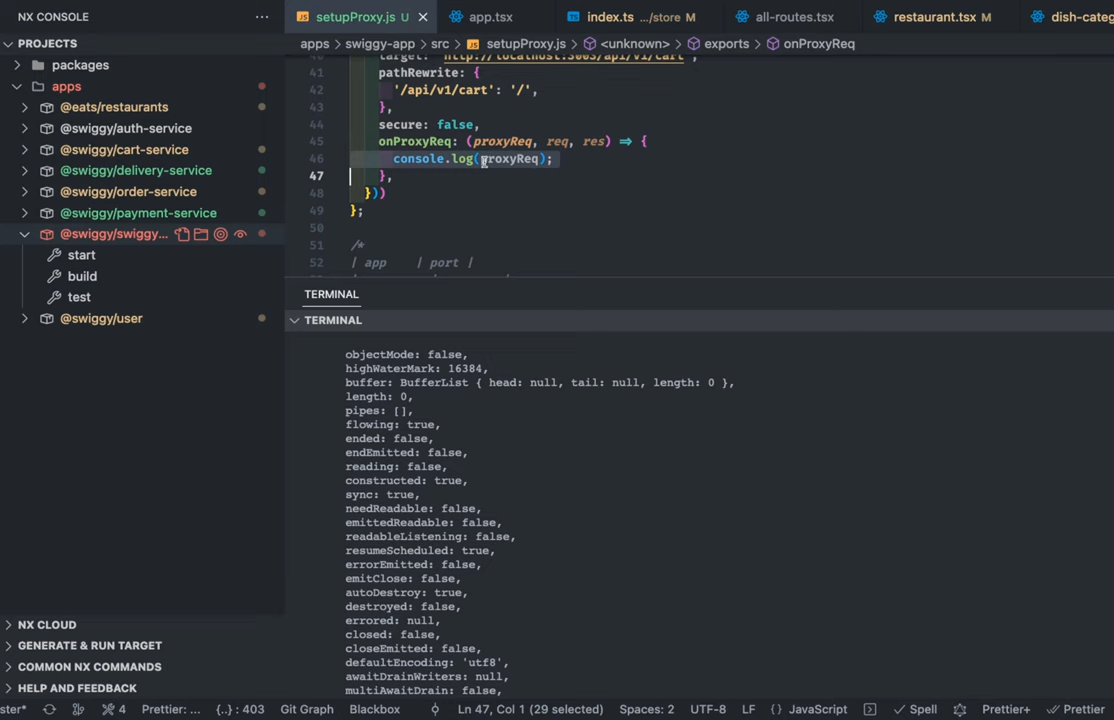 NX CONSOLE
PROJECTS
packages
apps
@eats/restaurants
@swiggy/auth-service
@swiggy/cart-service
@swiggy/delivery-service
@swiggy/order-service
@swiggy/payment-service
@swiggy/swiggy...
start
build
test
@swiggy/user
NX CLOUD
GENERATE & RUN TARGET
COMMON NX COMMANDS
HELP AND FEEDBACK
setupProxy.js U
app.tsx
index.ts .../store M
all-routes.tsx
restaurant.tsx M
dish-categ
apps > swiggy-app > src > setupProxy.js > <unknown> > exports > onProxyReq
target: 'http://localhost:3003/api/v1/cart',
41 pathRewrite: {
42 '/api/v1/cart': '/',
43 },
44 secure: false,
45 onProxyReq: (proxyReq, req, res) => {
46 console.log(proxyReq);
47 },
48 }))
49 };
50
51 /*
52 | app | port |
TERMINAL
TERMINAL
objectMode: false,
highWaterMark: 16384,
buffer: BufferList { head: null, tail: null, length: 0 },
length: 0,
pipes: [],
flowing: true,
ended: false,
endEmitted: false,
reading: false,
constructed: true,
sync: true,
needReadable: false,
emittedReadable: false,
readableListening: false,
resumeScheduled: true,
errorEmitted: false,
emitClose: false,
autoDestroy: true,
destroyed: false,
errored: null,
closed: false,
closeEmitted: false,
defaultEncoding: 'utf8',
awaitDrainWriters: null,
multiAwaitDrain: false,
ster* 4 Prettier: ... {..} : 403 Git Graph Blackbox Ln 47, Col 1 (29 selected) Spaces: 2 UTF-8 LF {} JavaScript Spell Prettier+ Prettier